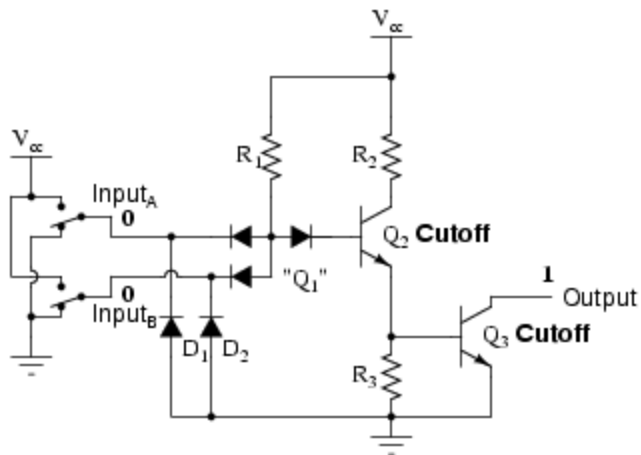 Vcc
Vcc
R1
R2
InputA
0
Q2 Cutoff
"Q1"
1
Output
0
InputB
Q3 Cutoff
D1
D2
R3